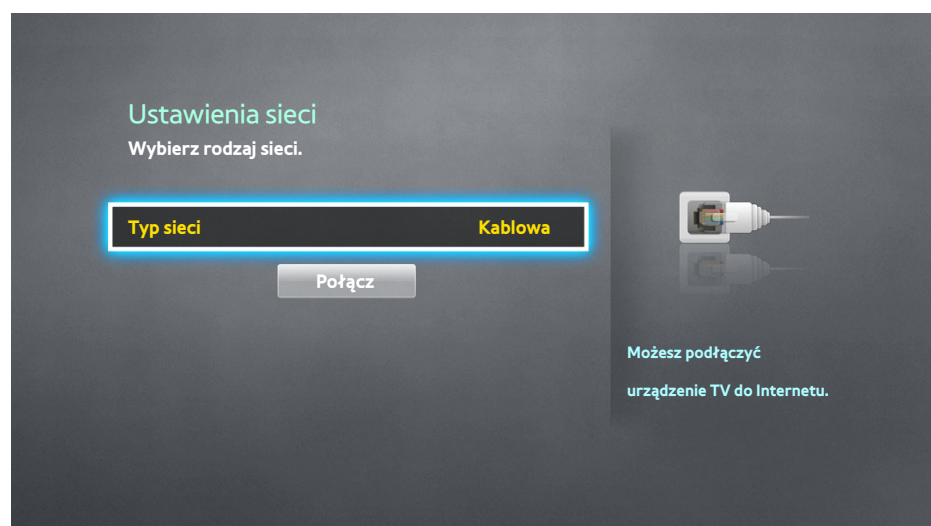 Ustawienia sieci
Wybierz rodzaj sieci.
Typ sieci Kablowa
Połącz
Możesz podłączyć
urządzenie TV do Internetu.